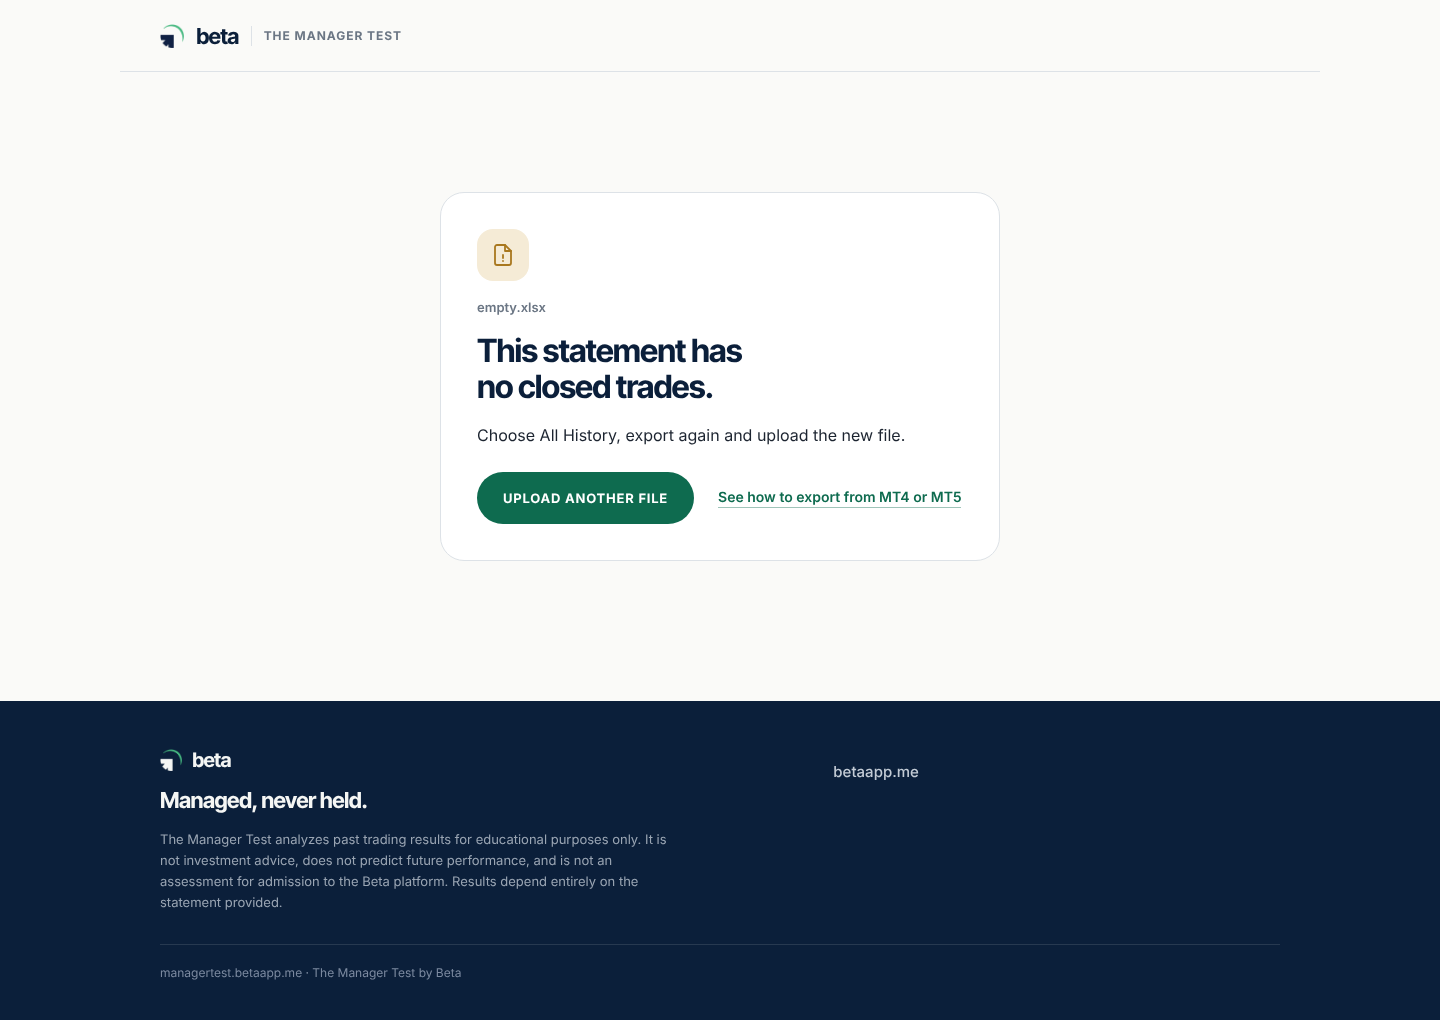 beta
THE MANAGER TEST
empty.xlsx
This statement has
no closed trades.
Choose All History, export again and upload the new file.
UPLOAD ANOTHER FILE
See how to export from MT4 or MT5
beta
betaapp.me
Managed, never held.
The Manager Test analyzes past trading results for educational purposes only. It is
not investment advice, does not predict future performance, and is not an
assessment for admission to the Beta platform. Results depend entirely on the
statement provided.
managertest.betaapp.me · The Manager Test by Beta